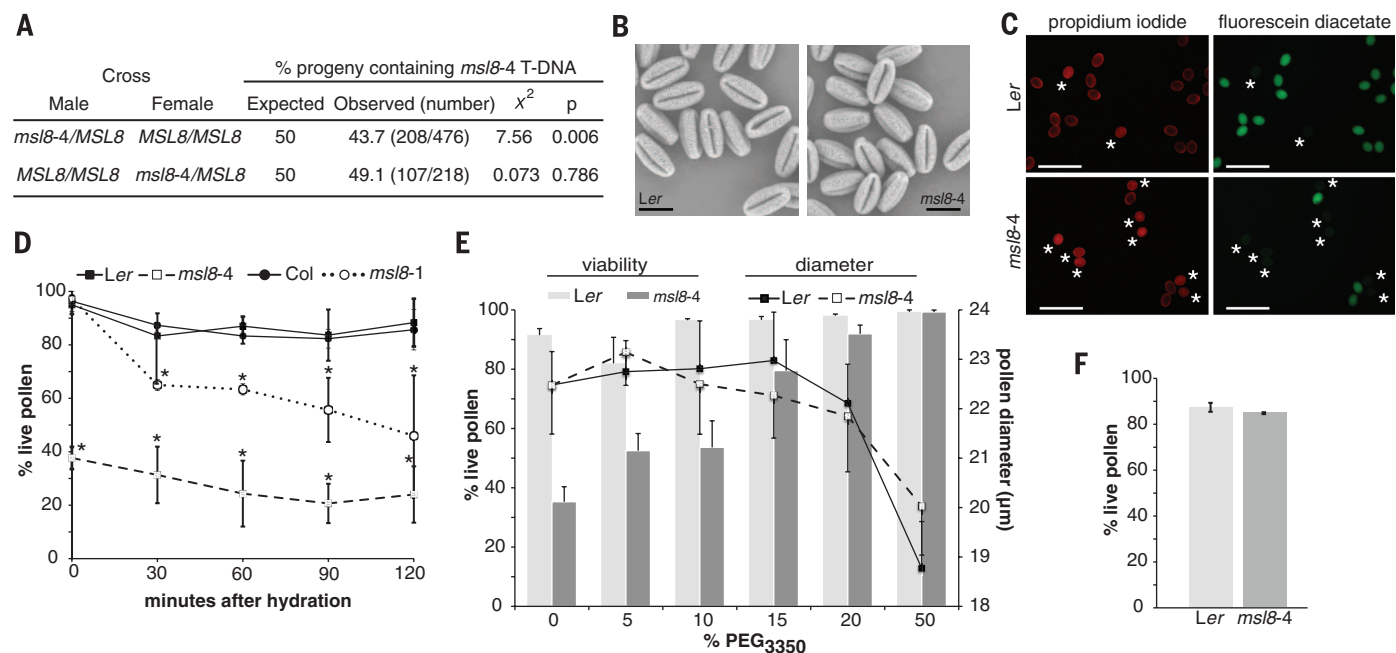 A
Cross
% progeny containing msl8-4 T-DNA
Male Female Expected Observed (number) χ2 p
msl8-4/MSL8 MSL8/MSL8 50 43.7 (208/476) 7.56 0.006
MSL8/MSL8 msl8-4/MSL8 50 49.1 (107/218) 0.073 0.786
B
Ler
msl8-4
C
propidium iodide fluorescein diacetate
Ler
* * * *
msl8-4
* * * * * * *
* * * * * * *
D
Ler msl8-4 Col msl8-1
% live pollen
100
80
60
40
20
0
* * * *
* * * * *
0 30 60 90 120
minutes after hydration
E
viability diameter
Ler msl8-4 Ler msl8-4
% live pollen
100
80
60
40
20
0
24
23
22
21
20
19
18
pollen diameter (µm)
0 5 10 15 20 50
% PEG3350
F
% live pollen
100
80
60
40
20
0
Ler msl8-4